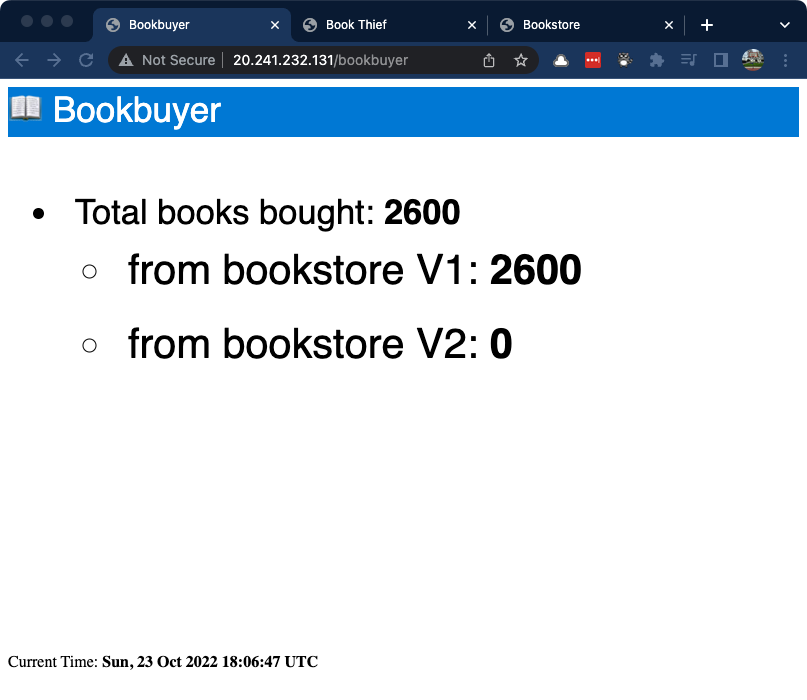 Bookbuyer
Book Thief
Bookstore
Not Secure
20.241.232.131/bookbuyer
Bookbuyer
Total books bought: 2600
from bookstore V1: 2600
from bookstore V2: 0
Current Time: Sun, 23 Oct 2022 18:06:47 UTC